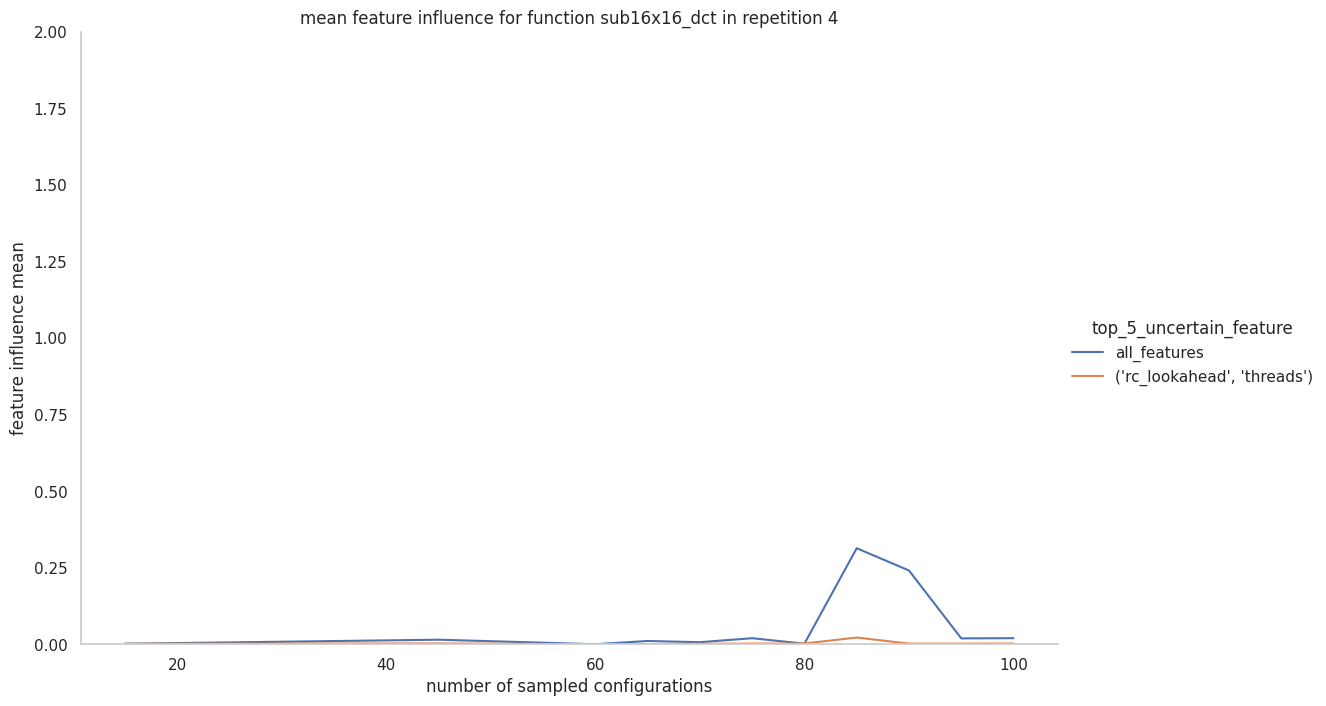 mean feature influence for function sub16x16_dct in repetition 4
2.00
1.75
1.50
1.25
1.00
0.75
0.50
0.25
0.00
feature influence mean
20
40
60
80
100
number of sampled configurations
top_5_uncertain_feature
all_features
('rc_lookahead', 'threads')